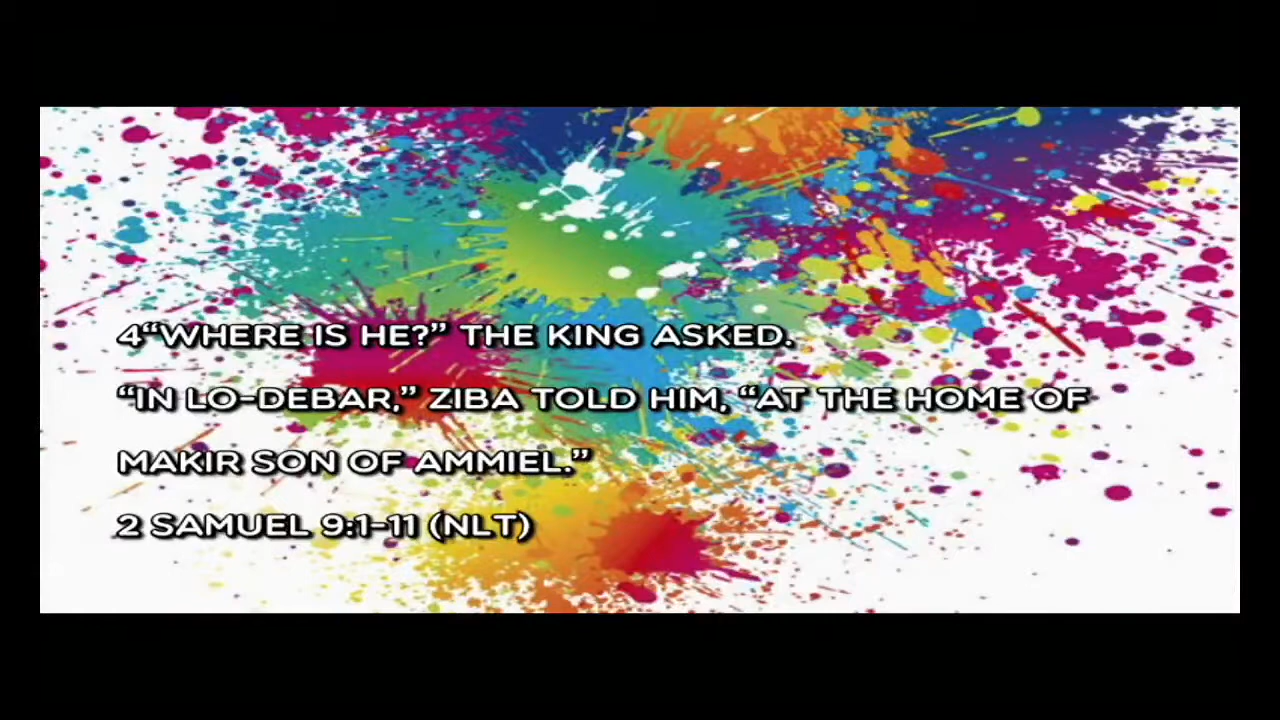 4“WHERE IS HE?” THE KING ASKED.
“IN LO-DEBAR,” ZIBA TOLD HIM, “AT THE HOME OF
MAKIR SON OF AMMIEL.”
2 SAMUEL 9:1-11 (NLT)